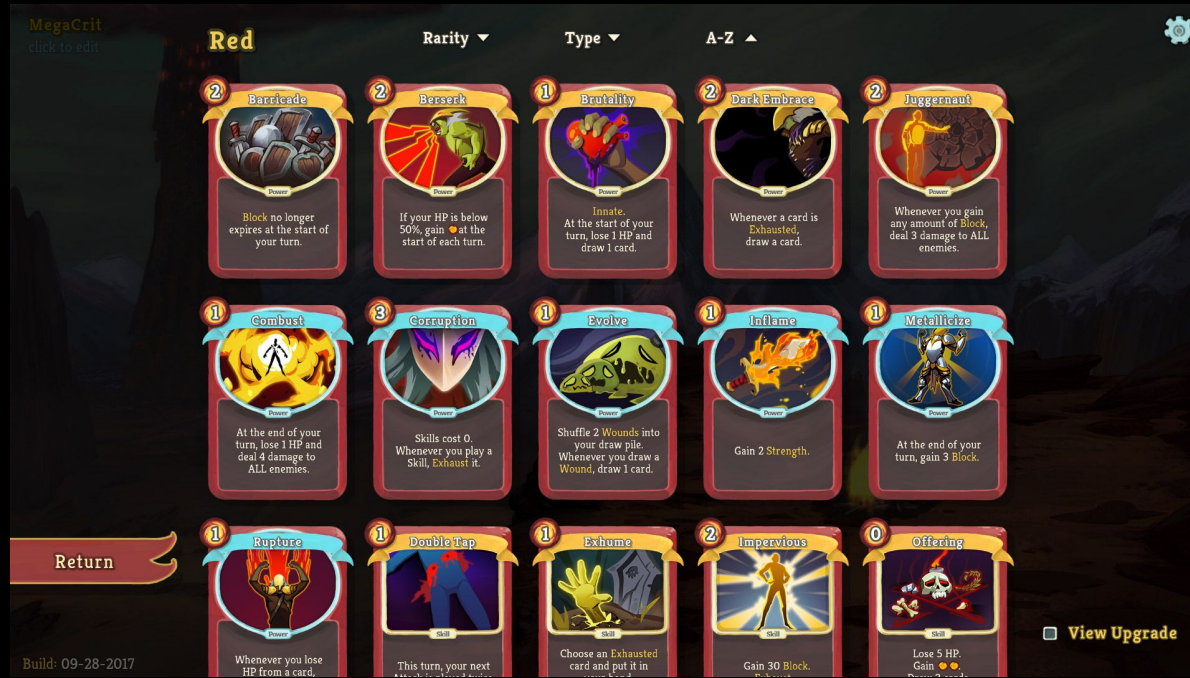 MegaCrit
click to edit
Red
Rarity
Type
A-Z
2
Barricade
Power
Block no longer
expires at the start of
your turn.
2
Berserk
Power
If your HP is below
50%, gain at the
start of each turn.
1
Brutality
Power
Innate.
At the start of your
turn, lose 1 HP and
draw 1 card.
2
Dark Embrace
Power
Whenever a card is
Exhausted,
draw a card.
2
Juggernaut
Power
Whenever you gain
any amount of Block,
deal 3 damage to ALL
enemies.
1
Combust
Power
At the end of your
turn, lose 1 HP and
deal 4 damage to
ALL enemies.
3
Corruption
Power
Skills cost 0.
Whenever you play a
Skill, Exhaust it.
1
Evolve
Power
Shuffle 2 Wounds into
your draw pile.
Whenever you draw a
Wound, draw 1 card.
1
Inflame
Power
Gain 2 Strength.
1
Metallicize
Power
At the end of your
turn, gain 3 Block.
1
Rupture
Power
Whenever you lose
HP from a card,
1
Double Tap
Skill
This turn, your next
Attack is played twice.
1
Exhume
Skill
Choose an Exhausted
card and put it in
your hand.
2
Impervious
Skill
Gain 30 Block.
Exhaust.
0
Offering
Skill
Lose 5 HP.
Gain .
Draw 3 cards.
Return
View Upgrade
Build: 09-28-2017